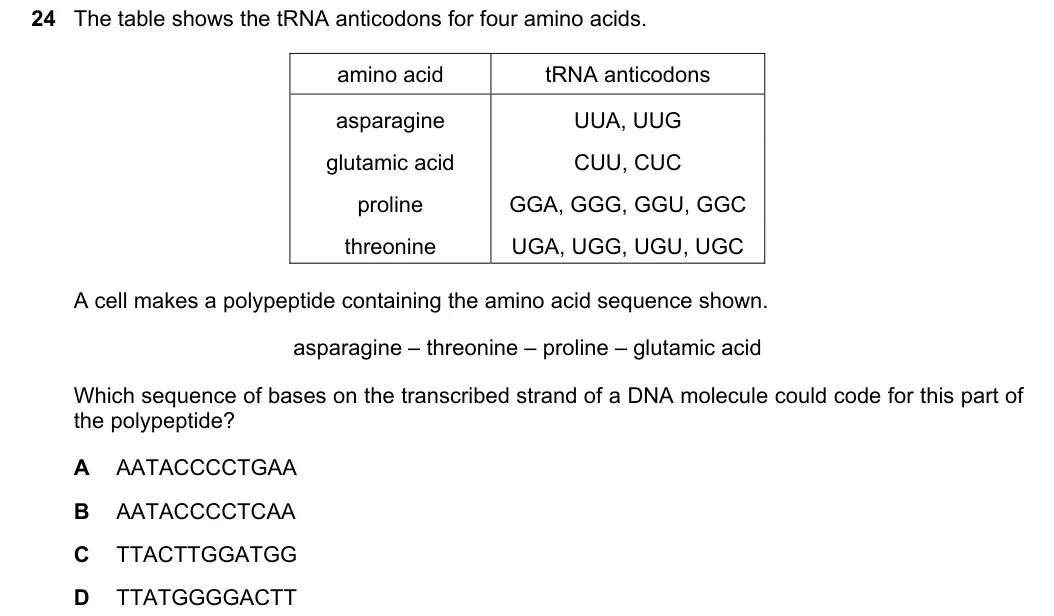 24 The table shows the tRNA anticodons for four amino acids.
amino acid tRNA anticodons
asparagine UUA, UUG
glutamic acid CUU, CUC
proline GGA, GGG, GGU, GGC
threonine UGA, UGG, UGU, UGC
A cell makes a polypeptide containing the amino acid sequence shown.
asparagine – threonine – proline – glutamic acid
Which sequence of bases on the transcribed strand of a DNA molecule could code for this part of
the polypeptide?
A AATACCCCTGAA
B AATACCCCTCAA
C TTACTTGGATGG
D TTATGGGGACTT